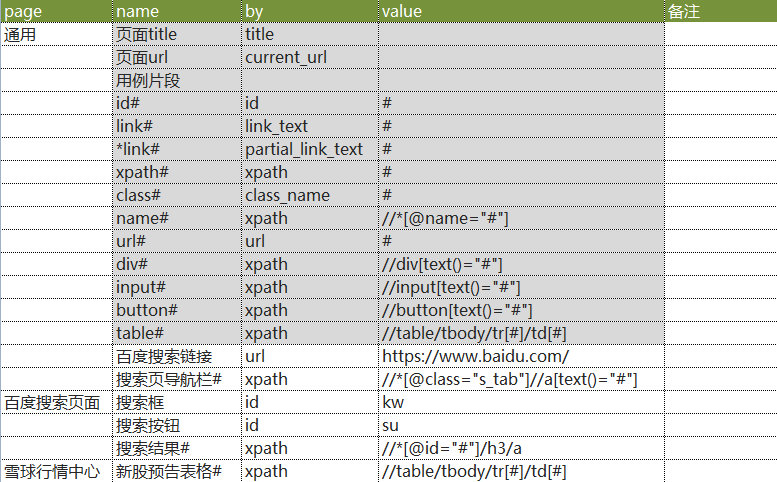 page name by value 备注
通用 页面title title
页面url current_url
用例片段
id# id #
link# link_text #
*link# partial_link_text #
xpath# xpath #
class# class_name #
name# xpath //*[@name="#"]
url# url #
div# xpath //div[text()="#"]
input# xpath //input[text()="#"]
button# xpath //button[text()="#"]
table# xpath //table/tbody/tr[#]/td[#]
百度搜索链接 url https://www.baidu.com/
搜索页导航栏# xpath //*[@class="s_tab"]//a[text()="#"]
百度搜索页面 搜索框 id kw
搜索按钮 id su
搜索结果# xpath //*[@id="#"]/h3/a
雪球行情中心 新股预告表格# xpath //table/tbody/tr[#]/td[#]